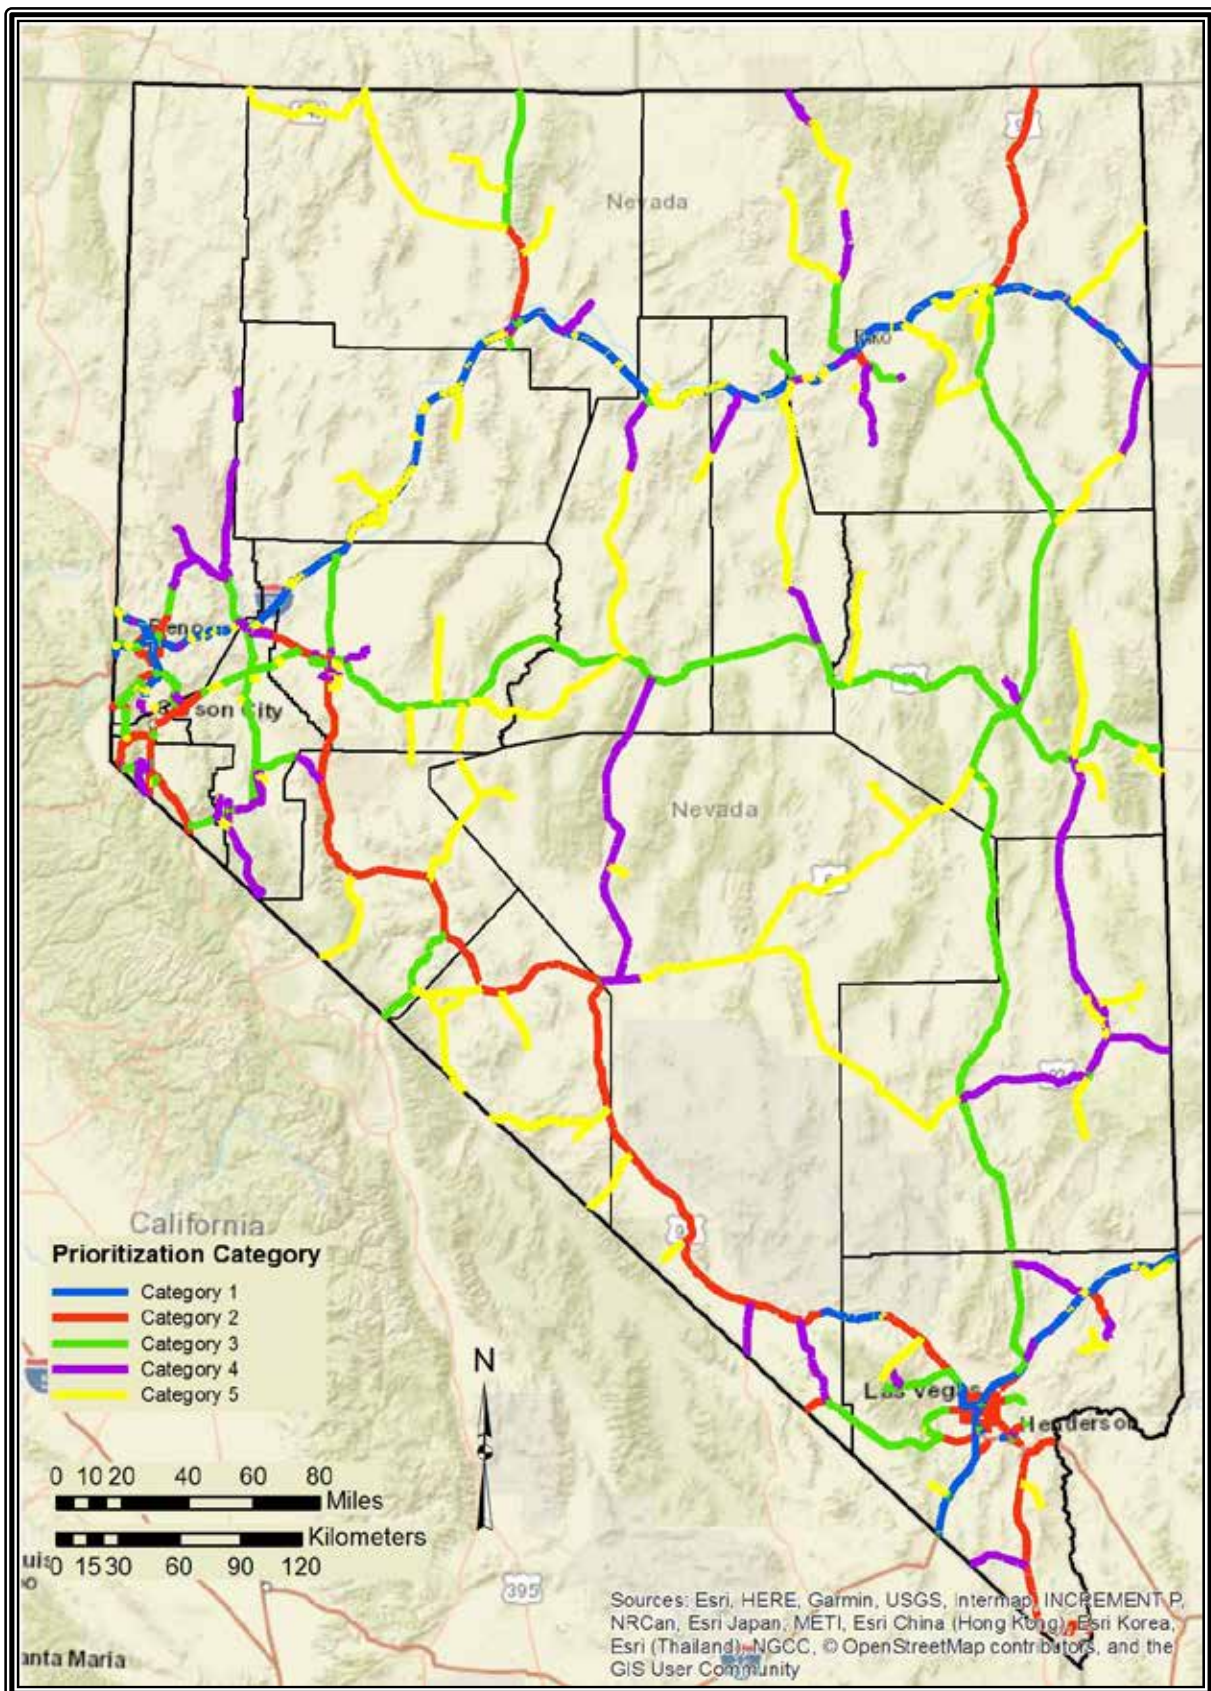 Nevada
Elko
Reno
Carson City
Nevada
California
Prioritization Category
Category 1
Category 2
Category 3
Category 4
Category 5
N
Las Vegas
Henderson
0 10 20 40 60 80
Miles
Kilometers
0 15 30 60 90 120
395
Sources: Esri, HERE, Garmin, USGS, Intermap, INCREMENT P,
NRCan, Esri Japan, METI, Esri China (Hong Kong), Esri Korea,
Esri (Thailand), NGCC, © OpenStreetMap contributors, and the
GIS User Community
anta Maria